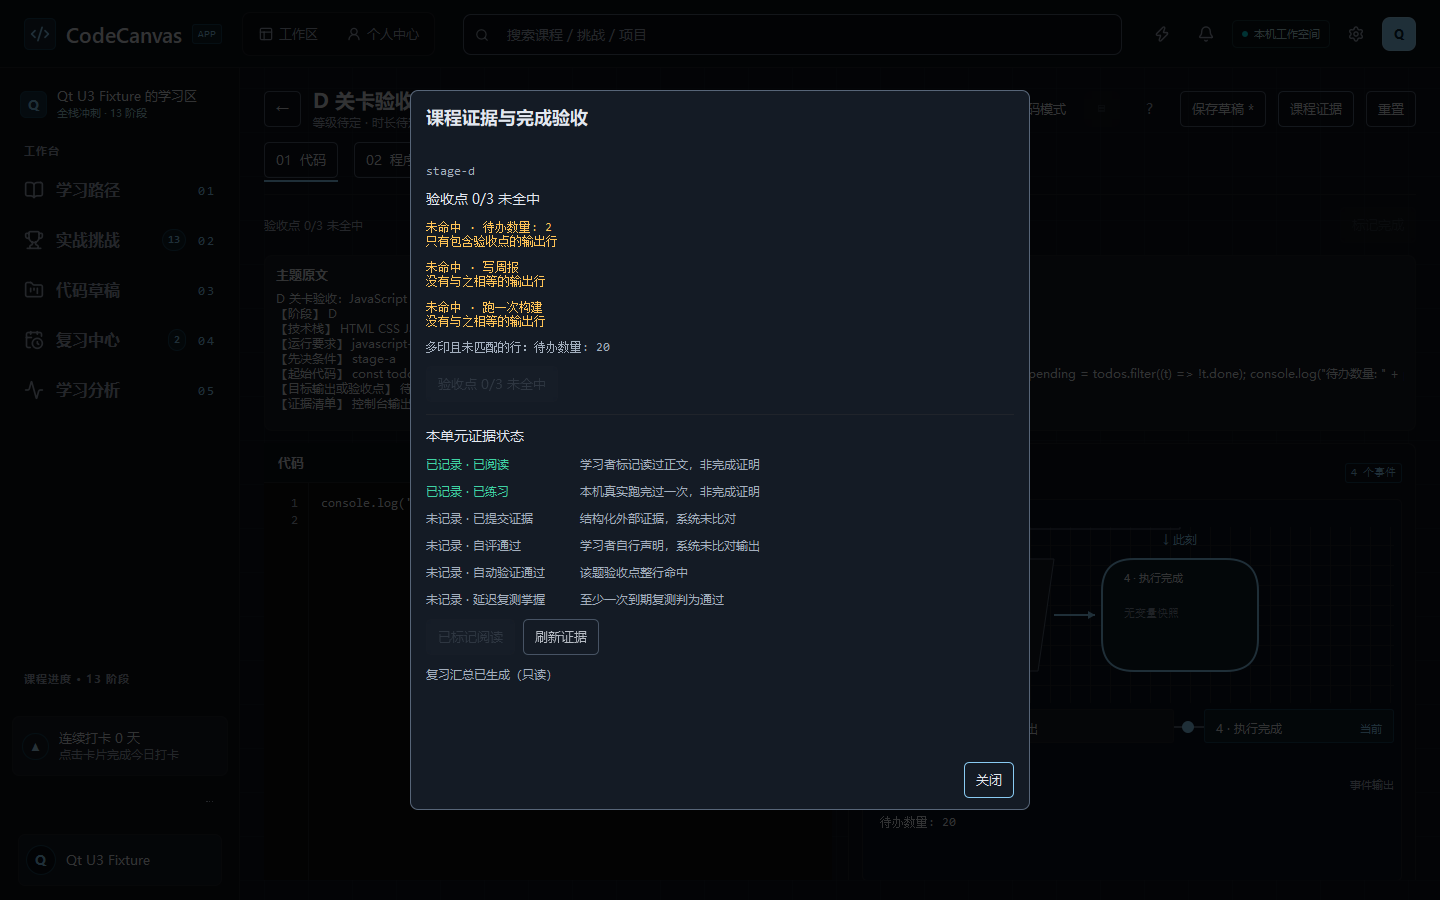 CodeCanvas APP
工作区
个人中心
搜索课程 / 挑战 / 项目
本机工作空间
Q
Q
Qt U3 Fixture 的学习区
全栈冲刺 · 13 阶段
工作台
学习路径 01
实战挑战 13 02
代码草稿 03
复习中心 2 04
学习分析 05
课程进度 • 13 阶段
连续打卡 0 天
点击卡片完成今日打卡
...
Q Qt U3 Fixture
← D 关卡验收
等级待定 · 时长待
码模式
?
保存草稿 *
课程证据
重置
01 代码
02 程序
验收点 0/3 未全中
主题原文
D 关卡验收: JavaScript
【阶段】 D
【技术栈】 HTML CSS J
【运行要求】 javascript-
【先决条件】 stage-a
【起始代码】 const todo
pending = todos.filter((t) => !t.done); console.log("待办数量: " +
【目标输出或验收点】 待
【证据清单】 控制台输出
代码
1 console.log('
2
4 个事件
↓ 此刻
4 · 执行完成
无变量快照
出
4 · 执行完成 当前
事件输出
待办数量: 20
课程证据与完成验收
stage-d
验收点 0/3 未全中
未命中 · 待办数量: 2
只有包含验收点的输出行
未命中 · 写周报
没有与之相等的输出行
未命中 · 跑一次构建
没有与之相等的输出行
多印且未匹配的行: 待办数量: 20
验收点 0/3 未全中
本单元证据状态
已记录 · 已阅读 学习者标记读过正文，非完成证明
已记录 · 已练习 本机真实跑完过一次，非完成证明
未记录 · 已提交证据 结构化外部证据，系统未比对
未记录 · 自评通过 学习者自行声明，系统未比对输出
未记录 · 自动验证通过 该题验收点整行命中
未记录 · 延迟复测掌握 至少一次到期复测判为通过
已标记阅读
刷新证据
复习汇总已生成（只读）
关闭